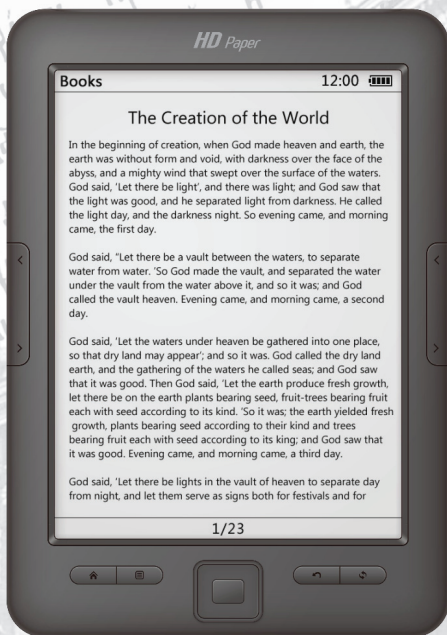 HD Paper
Books 12:00
The Creation of the World
In the beginning of creation, when God made heaven and earth, the
earth was without form and void, with darkness over the face of the
abyss, and a mighty wind that swept over the surface of the waters.
God said, 'Let there be light', and there was light; and God saw that
the light was good, and he separated light from darkness. He called
the light day, and the darkness night. So evening came, and morning
came, the first day.
God said, "Let there be a vault between the waters, to separate
water from water. 'So God made the vault, and separated the water
under the vault from the water above it, and so it was; and God
called the vault heaven. Evening came, and morning came, a second
day.
God said, 'Let the waters under heaven be gathered into one place,
so that dry land may appear'; and so it was. God called the dry land
earth, and the gathering of the waters he called seas; and God saw
that it was good. Then God said, 'Let the earth produce fresh growth,
let there be on the earth plants bearing seed, fruit-trees bearing fruit
each with seed according to its kind. 'So it was; the earth yielded fresh
growth, plants bearing seed according to their kind and trees
bearing fruit each with seed according to its king; and God saw that
it was good. Evening came, and morning came, a third day.
God said, 'Let there be lights in the vault of heaven to separate day
from night, and let them serve as signs both for festivals and for
1/23